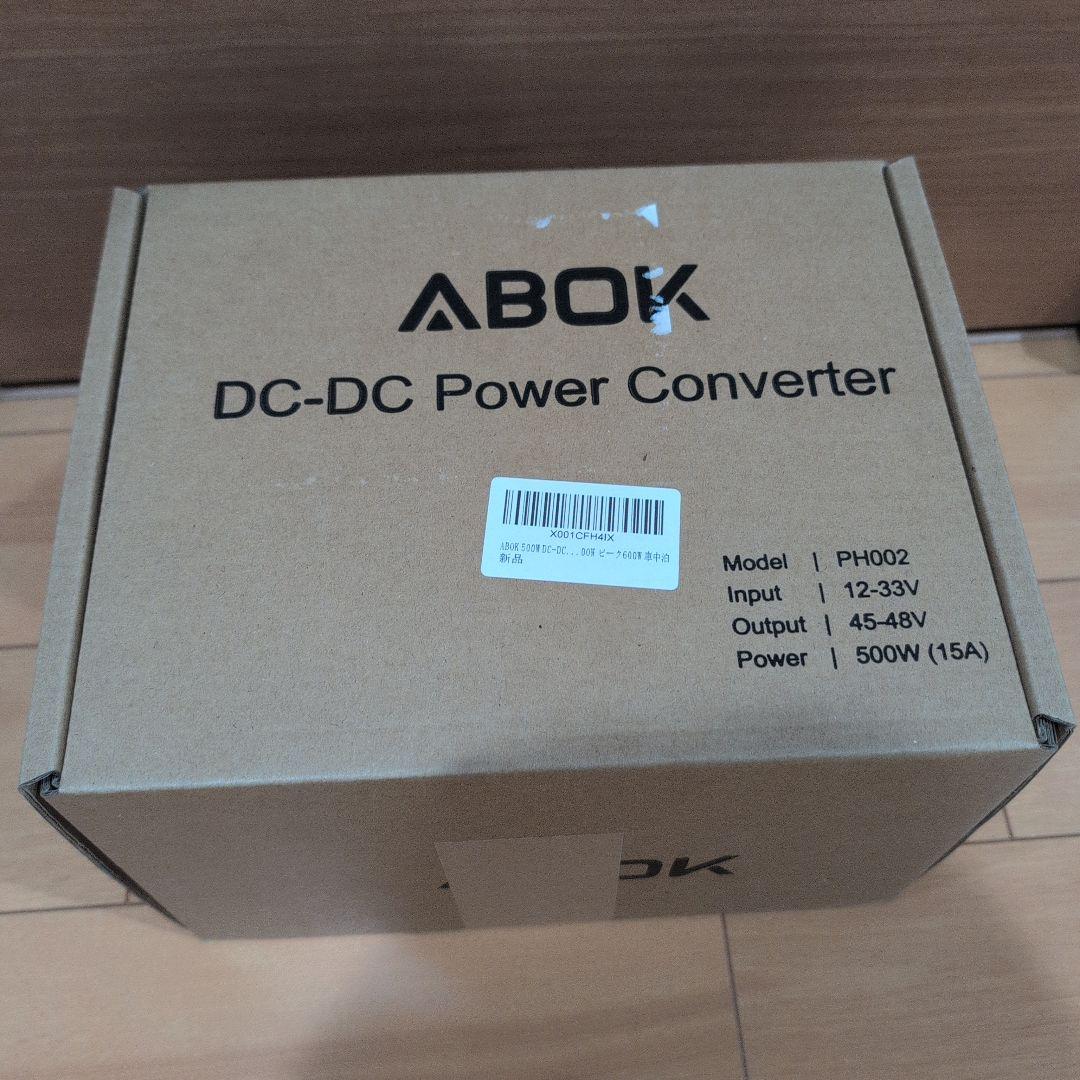 ABOK
DC-DC Power Converter
X001CFH4IX
ABOK 500W DC-DC...00W ピーク600W 車中泊
新品
Model | PH002
Input | 12-33V
Output | 45-48V
Power | 500W (15A)
OK